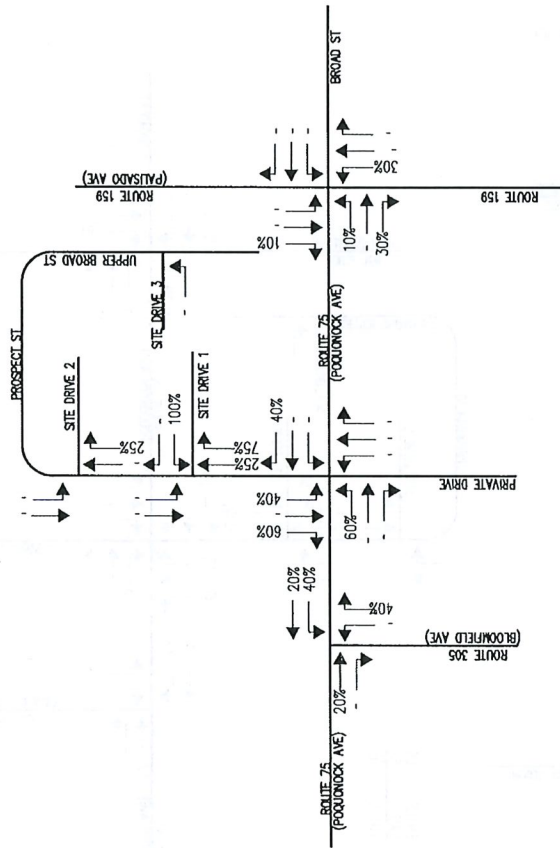 PROSPECT ST
SITE DRIVE 2
25%
-
-
-
-
UPPER BROAD ST
SITE DRIVE 3
-
-
SITE DRIVE 1
100%
-
75%
25%
-
-
ROUTE 159
(PALISADO AVE)
-
-
-
BROAD ST
40%
-
-
40%
-
60%
ROUTE 75
(POQUONOCK AVE)
-
-
10%
10%
-
30%
-
-
30%
ROUTE 159
-
-
-
60%
-
-
PRIVATE DRIVE
20%
40%
40%
-
ROUTE 305
(BLOOMFIELD AVE)
20%
-
ROUTE 75
(POQUONOCK AVE)